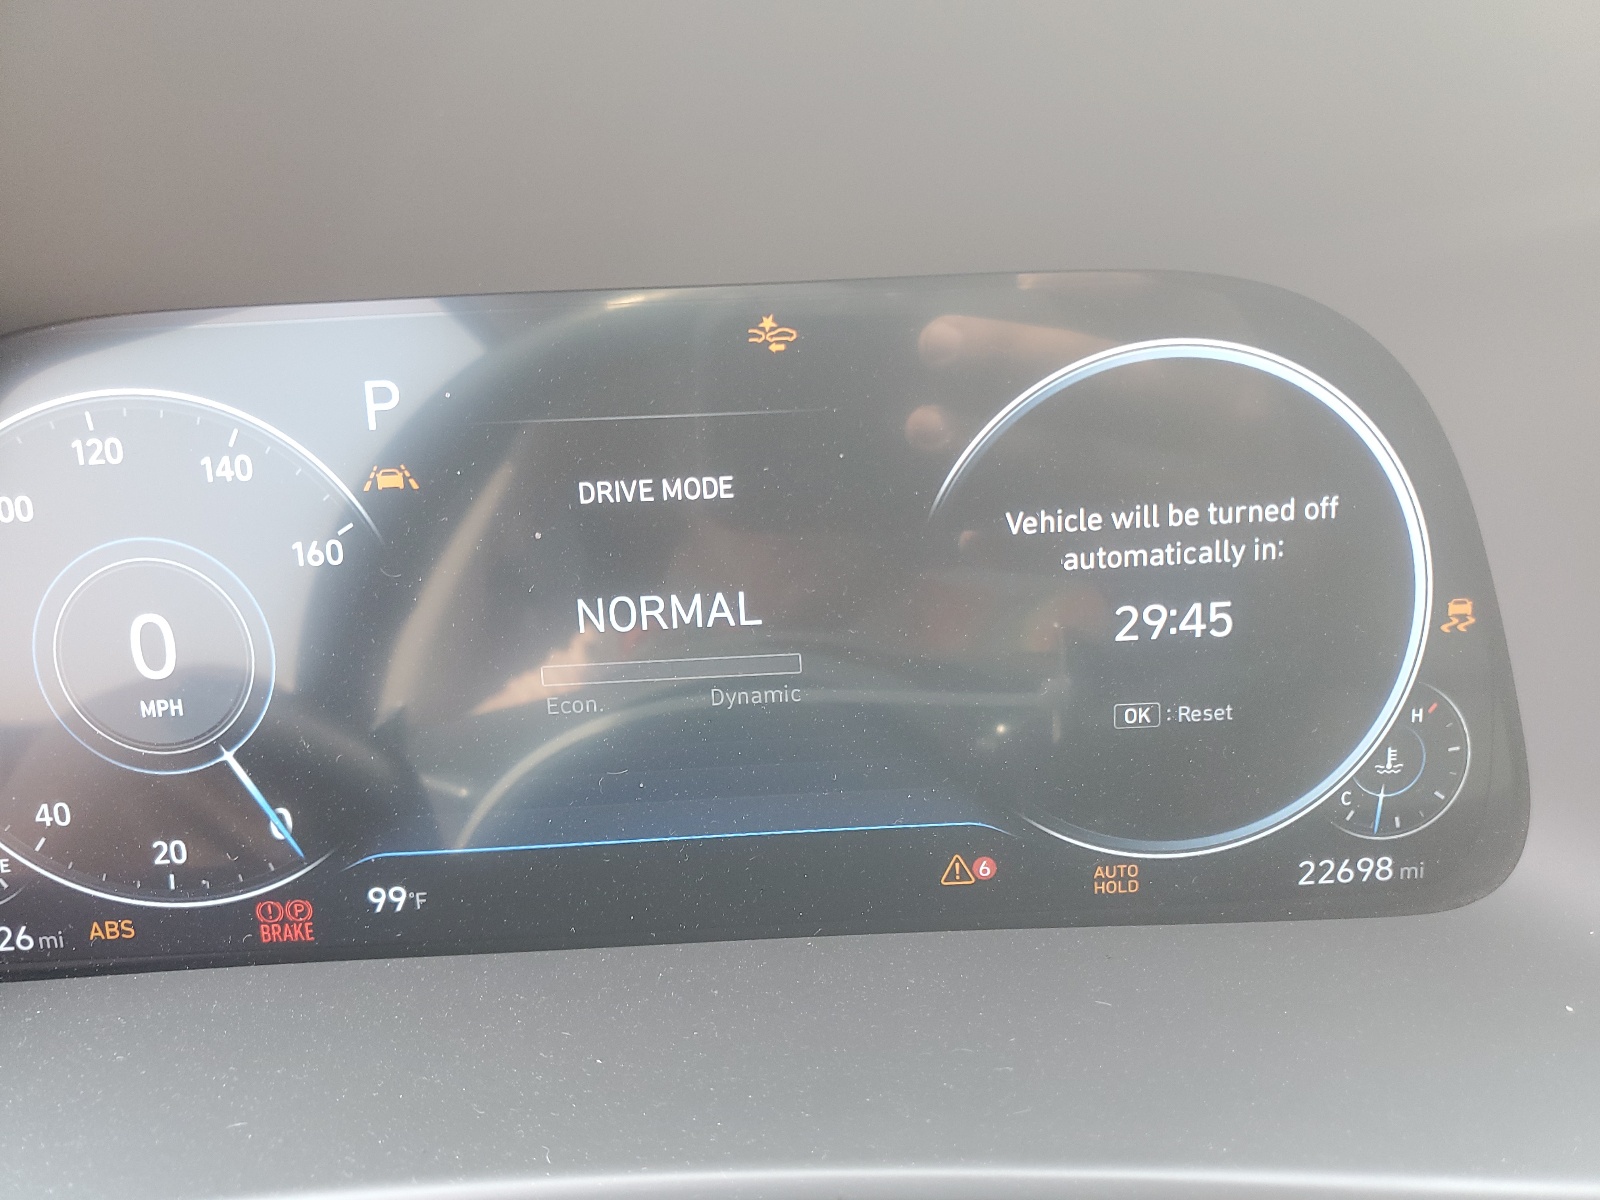 P
120
140
00
160
DRIVE MODE
Vehicle will be turned off
automatically in:
NORMAL
29:45
0
MPH
Econ. Dynamic
OK : Reset
H
C
40
20
0
E
99°F
6
AUTO
HOLD
22698 mi
26 mi
ABS
P
BRAKE